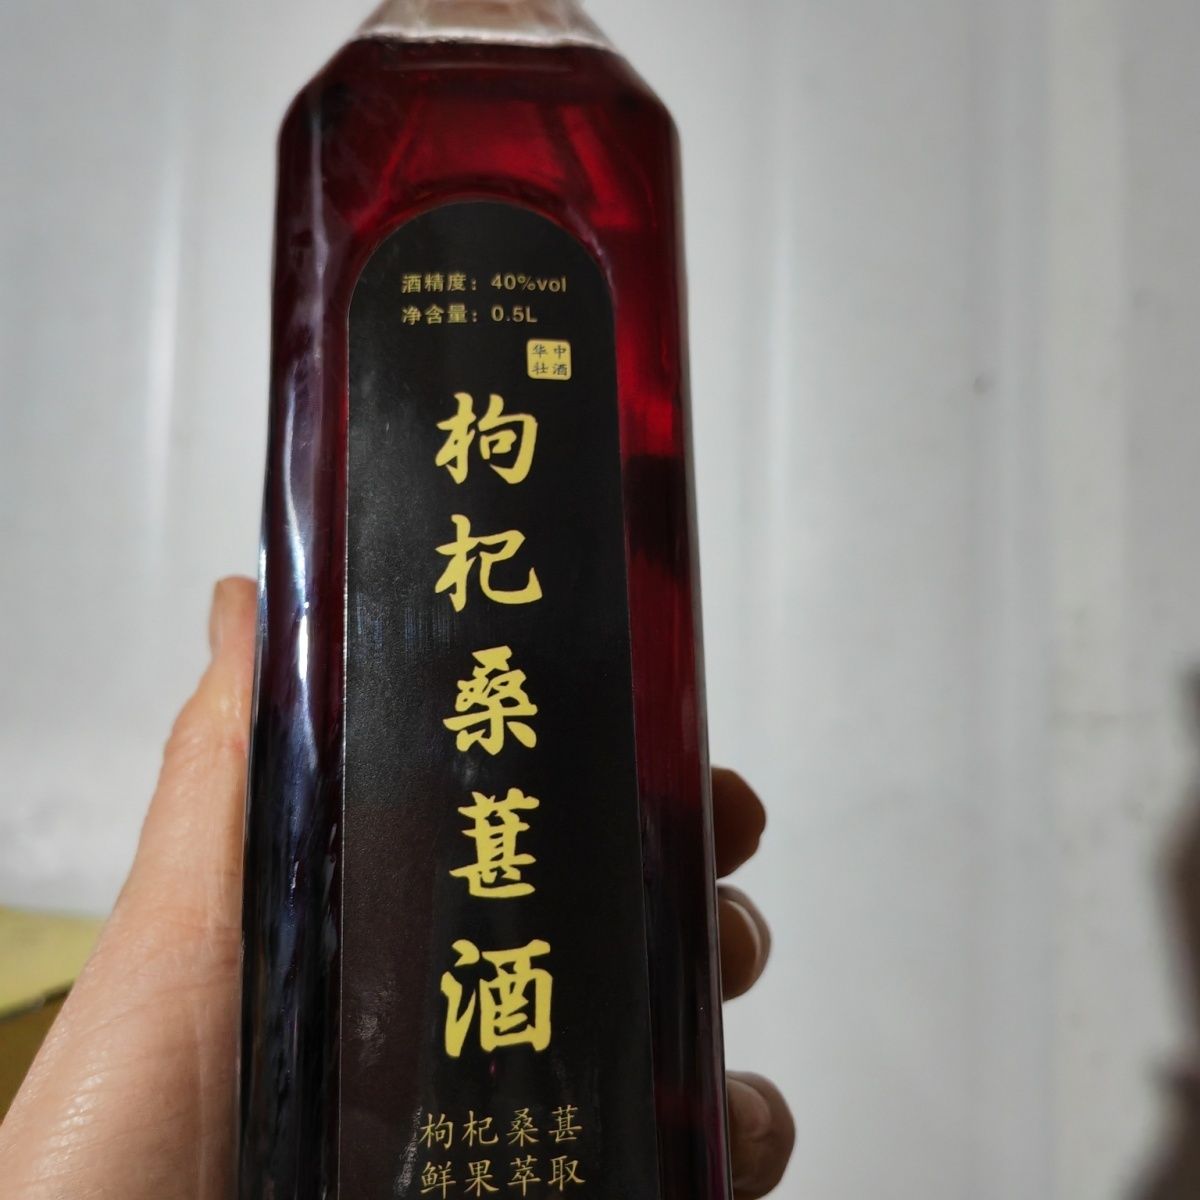 酒精度：40%vol
净含量：0.5L
华中
壮酒
枸杞桑葚酒
枸杞桑葚
鲜果萃取